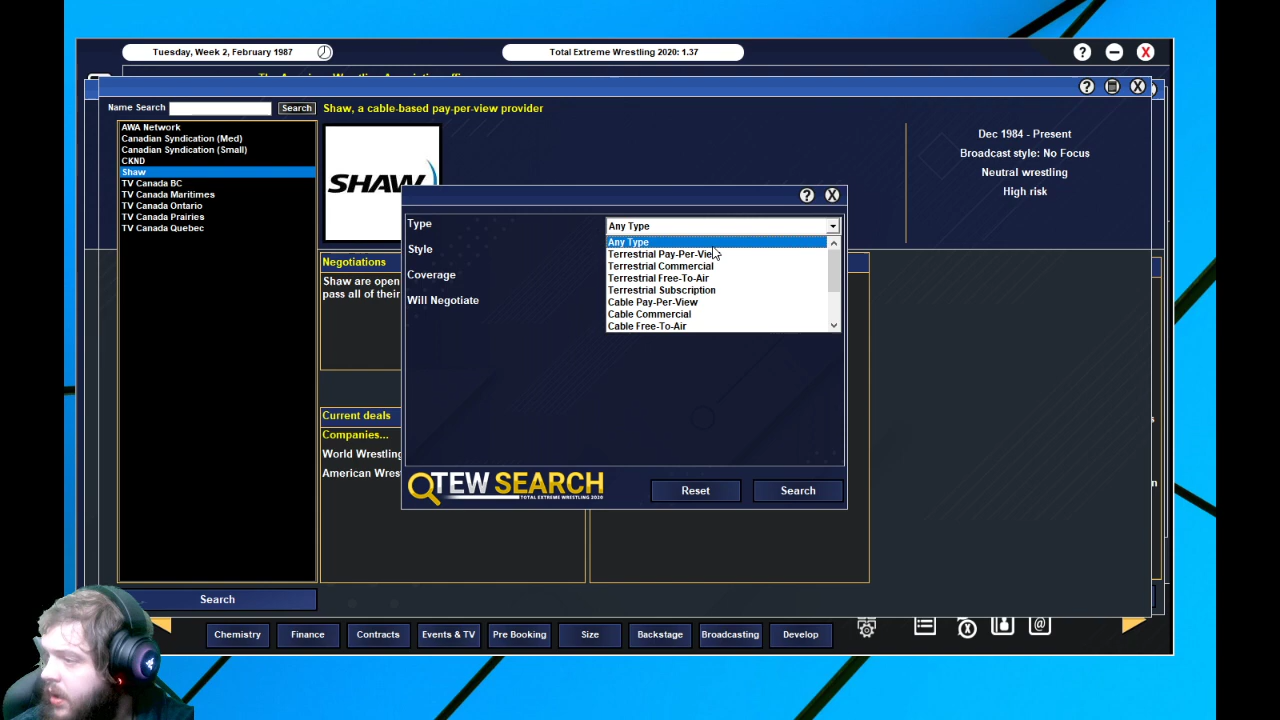 Tuesday, Week 2, February 1987
Total Extreme Wrestling 2020: 1.37
Name Search
Search
Shaw, a cable-based pay-per-view provider
AWA Network
Canadian Syndication (Med)
Canadian Syndication (Small)
CKND
Shaw
TV Canada BC
TV Canada Maritimes
TV Canada Ontario
TV Canada Prairies
TV Canada Quebec
SHAW
Dec 1984 - Present
Broadcast style: No Focus
Neutral wrestling
High risk
Type
Any Type
Style
Coverage
Will Negotiate
Any Type
Terrestrial Pay-Per-View
Terrestrial Commercial
Terrestrial Free-To-Air
Terrestrial Subscription
Cable Pay-Per-View
Cable Commercial
Cable Free-To-Air
Negotiations
Shaw are open
pass all of their
Current deals
Companies...
World Wrestling
American Wres
TEW SEARCH
TOTAL EXTREME WRESTLING 2020
Reset
Search
Search
Chemistry
Finance
Contracts
Events & TV
Pre Booking
Size
Backstage
Broadcasting
Develop